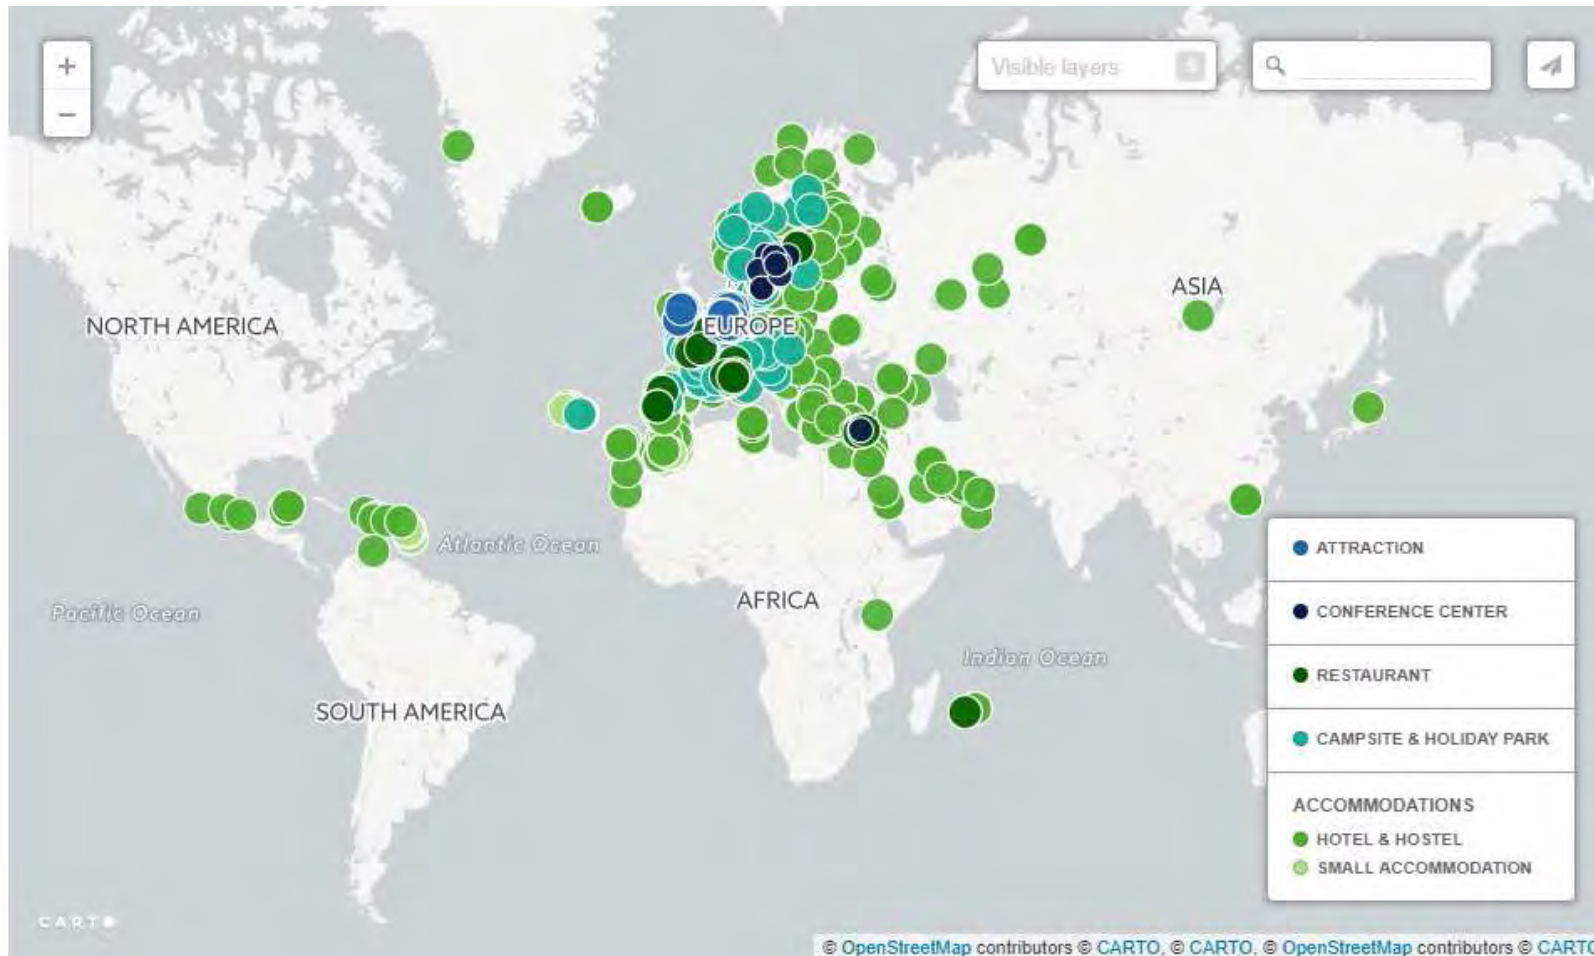 +
Visible layers
−
ASIA
NORTH AMERICA
EUROPE
Atlantic Ocean
ATTRACTION
AFRICA
CONFERENCE CENTER
Pacific Ocean
Indian Ocean
RESTAURANT
SOUTH AMERICA
CAMPSITE & HOLIDAY PARK
ACCOMMODATIONS
HOTEL & HOSTEL
SMALL ACCOMMODATION
CARTO
© OpenStreetMap contributors © CARTO, © CARTO, © OpenStreetMap contributors © CARTO